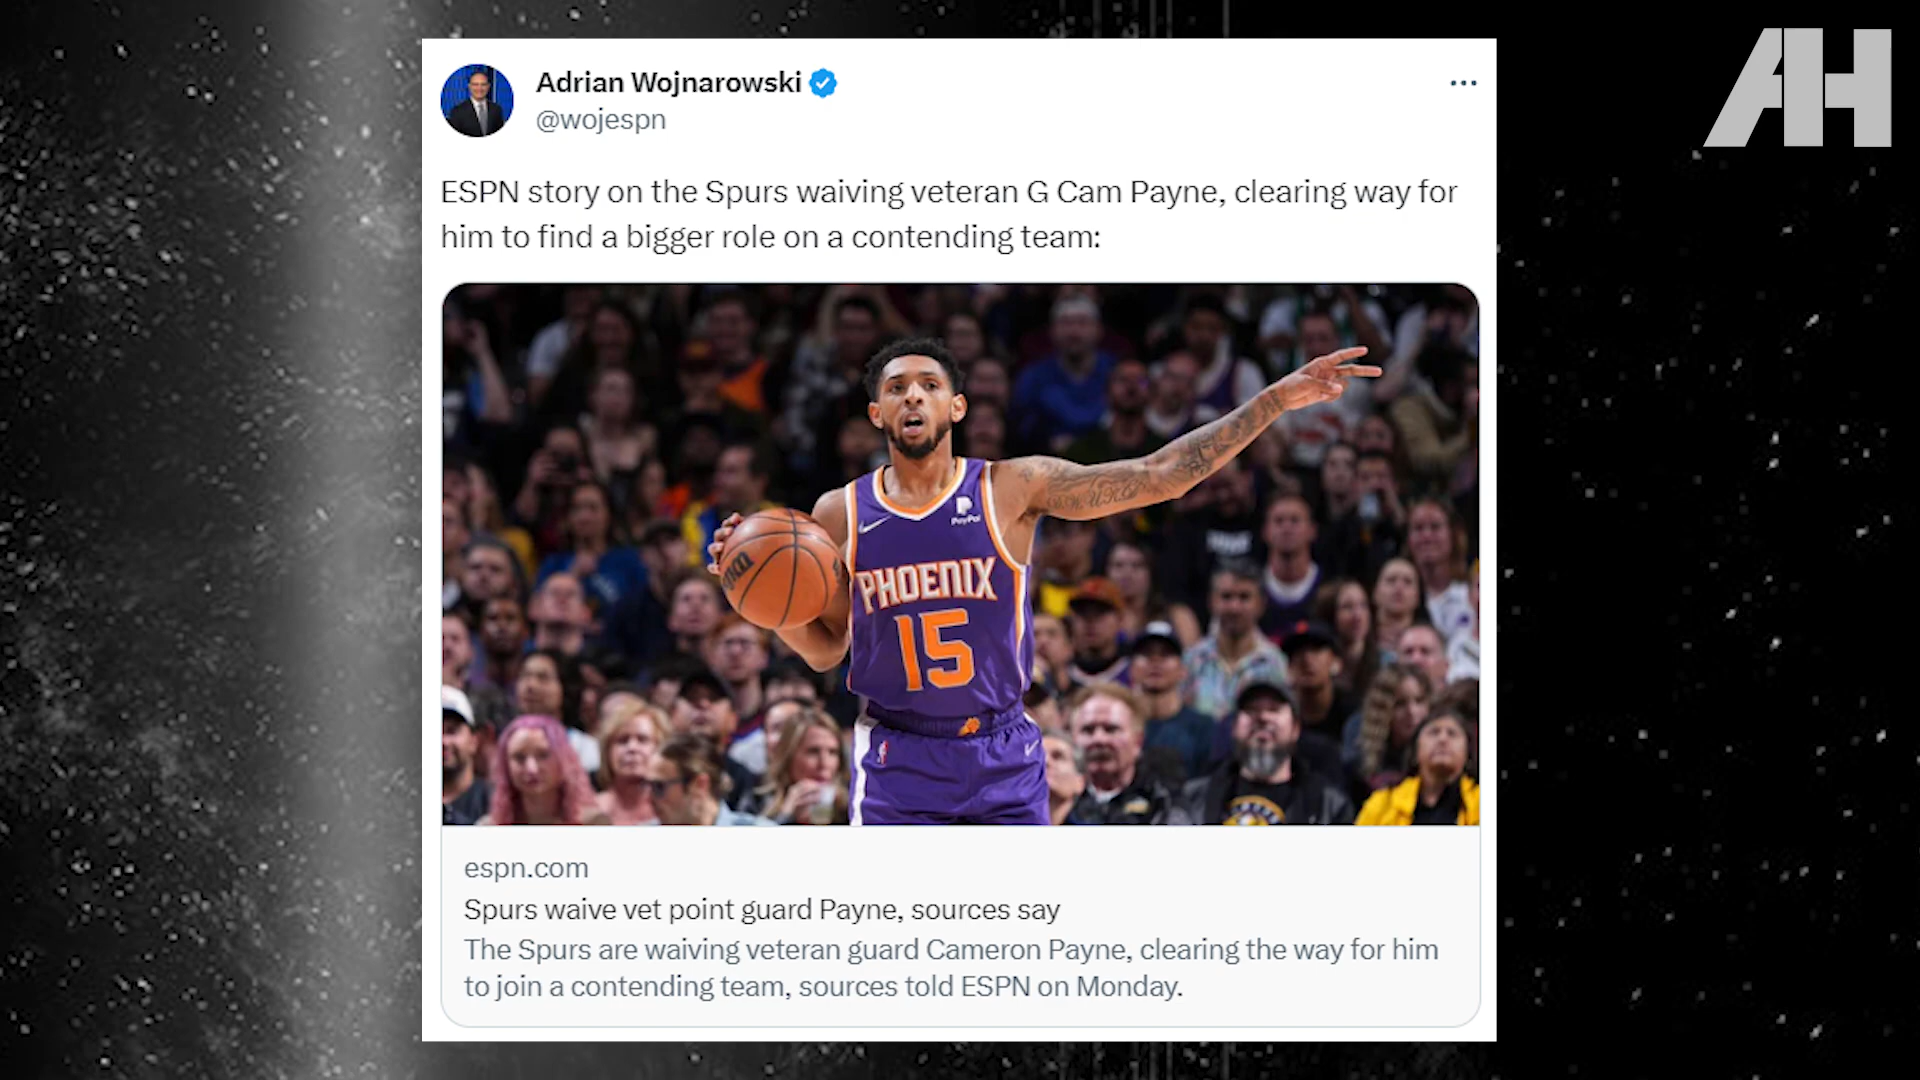 AH
Adrian Wojnarowski
@wojespn
ESPN story on the Spurs waiving veteran G Cam Payne, clearing way for
him to find a bigger role on a contending team:
PayPal
PHOENIX
15
espn.com
Spurs waive vet point guard Payne, sources say
The Spurs are waiving veteran guard Cameron Payne, clearing the way for him
to join a contending team, sources told ESPN on Monday.